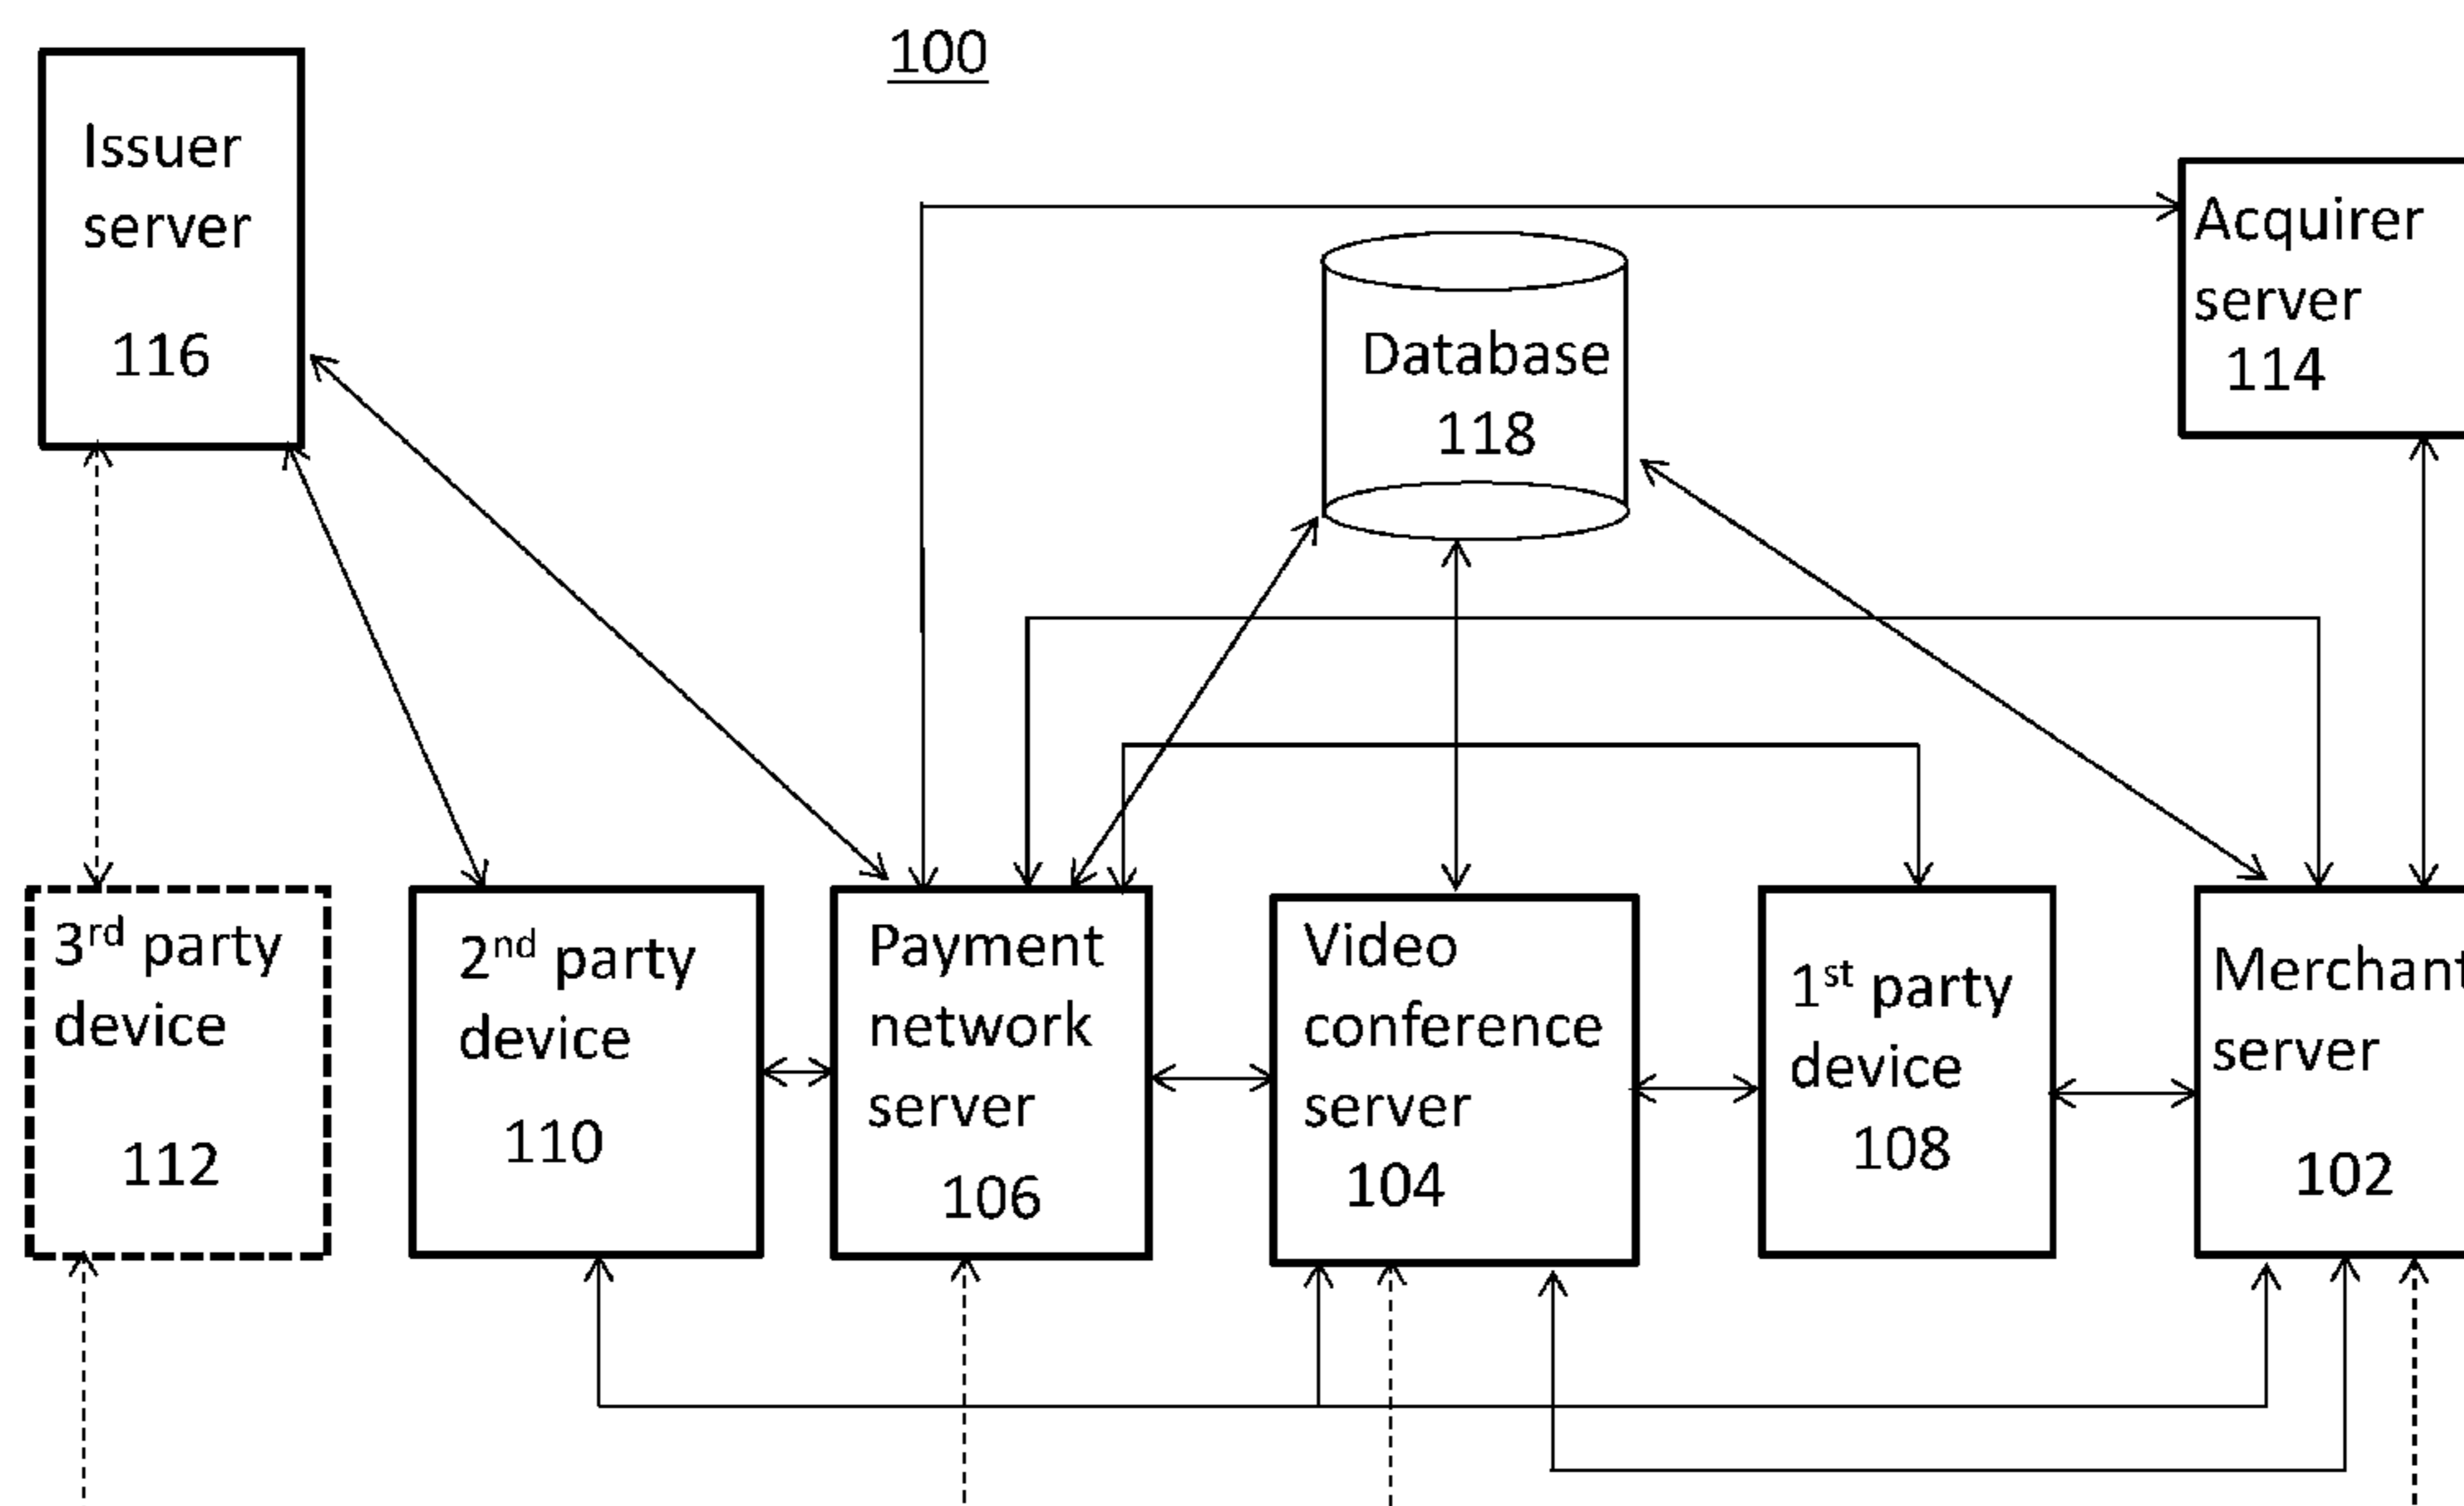 100
Issuer
server
116
Acquirer
server
114
Database
118
3rd party
device
112
2nd party
device
110
Payment
network
server
106
Video
conference
server
104
1st party
device
108
Merchant
server
102